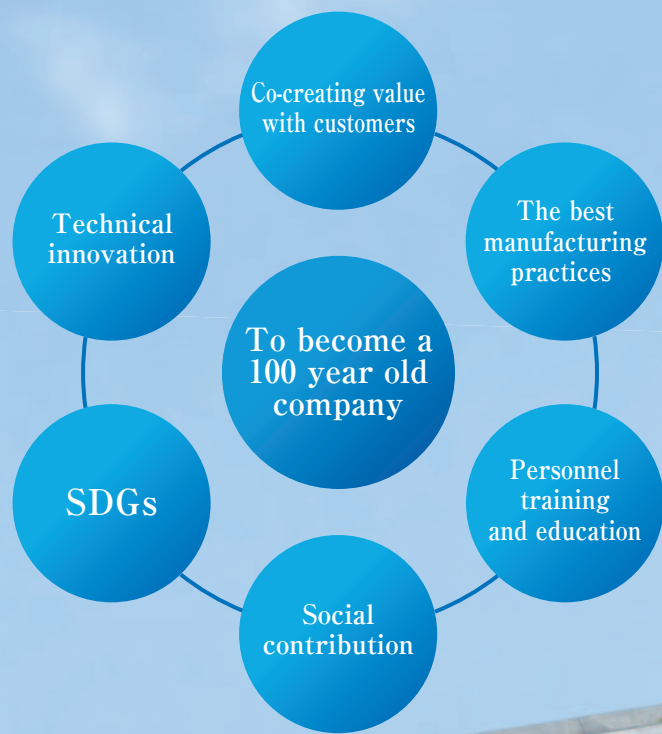 Co-creating value
with customers
The best
manufacturing
practices
Personnel
training
and education
Social
contribution
SDGs
Technical
innovation
To become a
100 year old
company